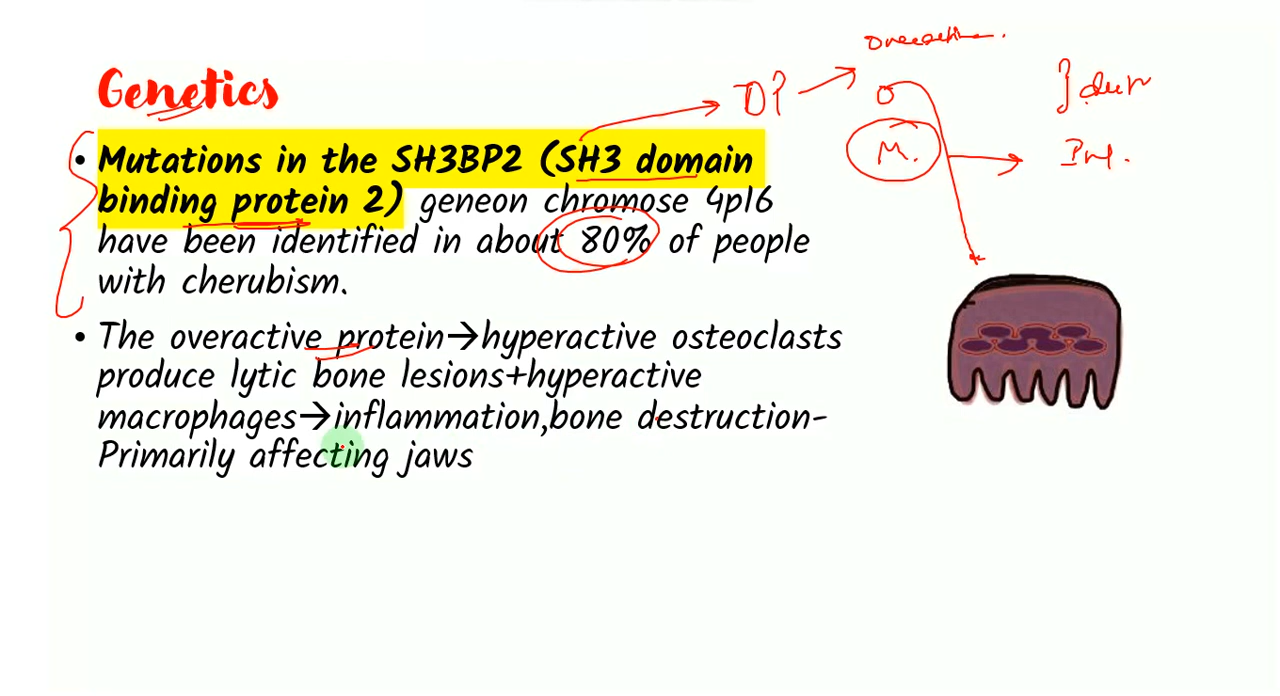 Genetics
• Mutations in the SH3BP2 (SH3 domain
binding protein 2) geneon chromose 4p16
have been identified in about 80% of people
with cherubism.
• The overactive protein→hyperactive osteoclasts
produce lytic bone lesions+hyperactive
macrophages→inflammation,bone destruction-
Primarily affecting jaws
O
M.